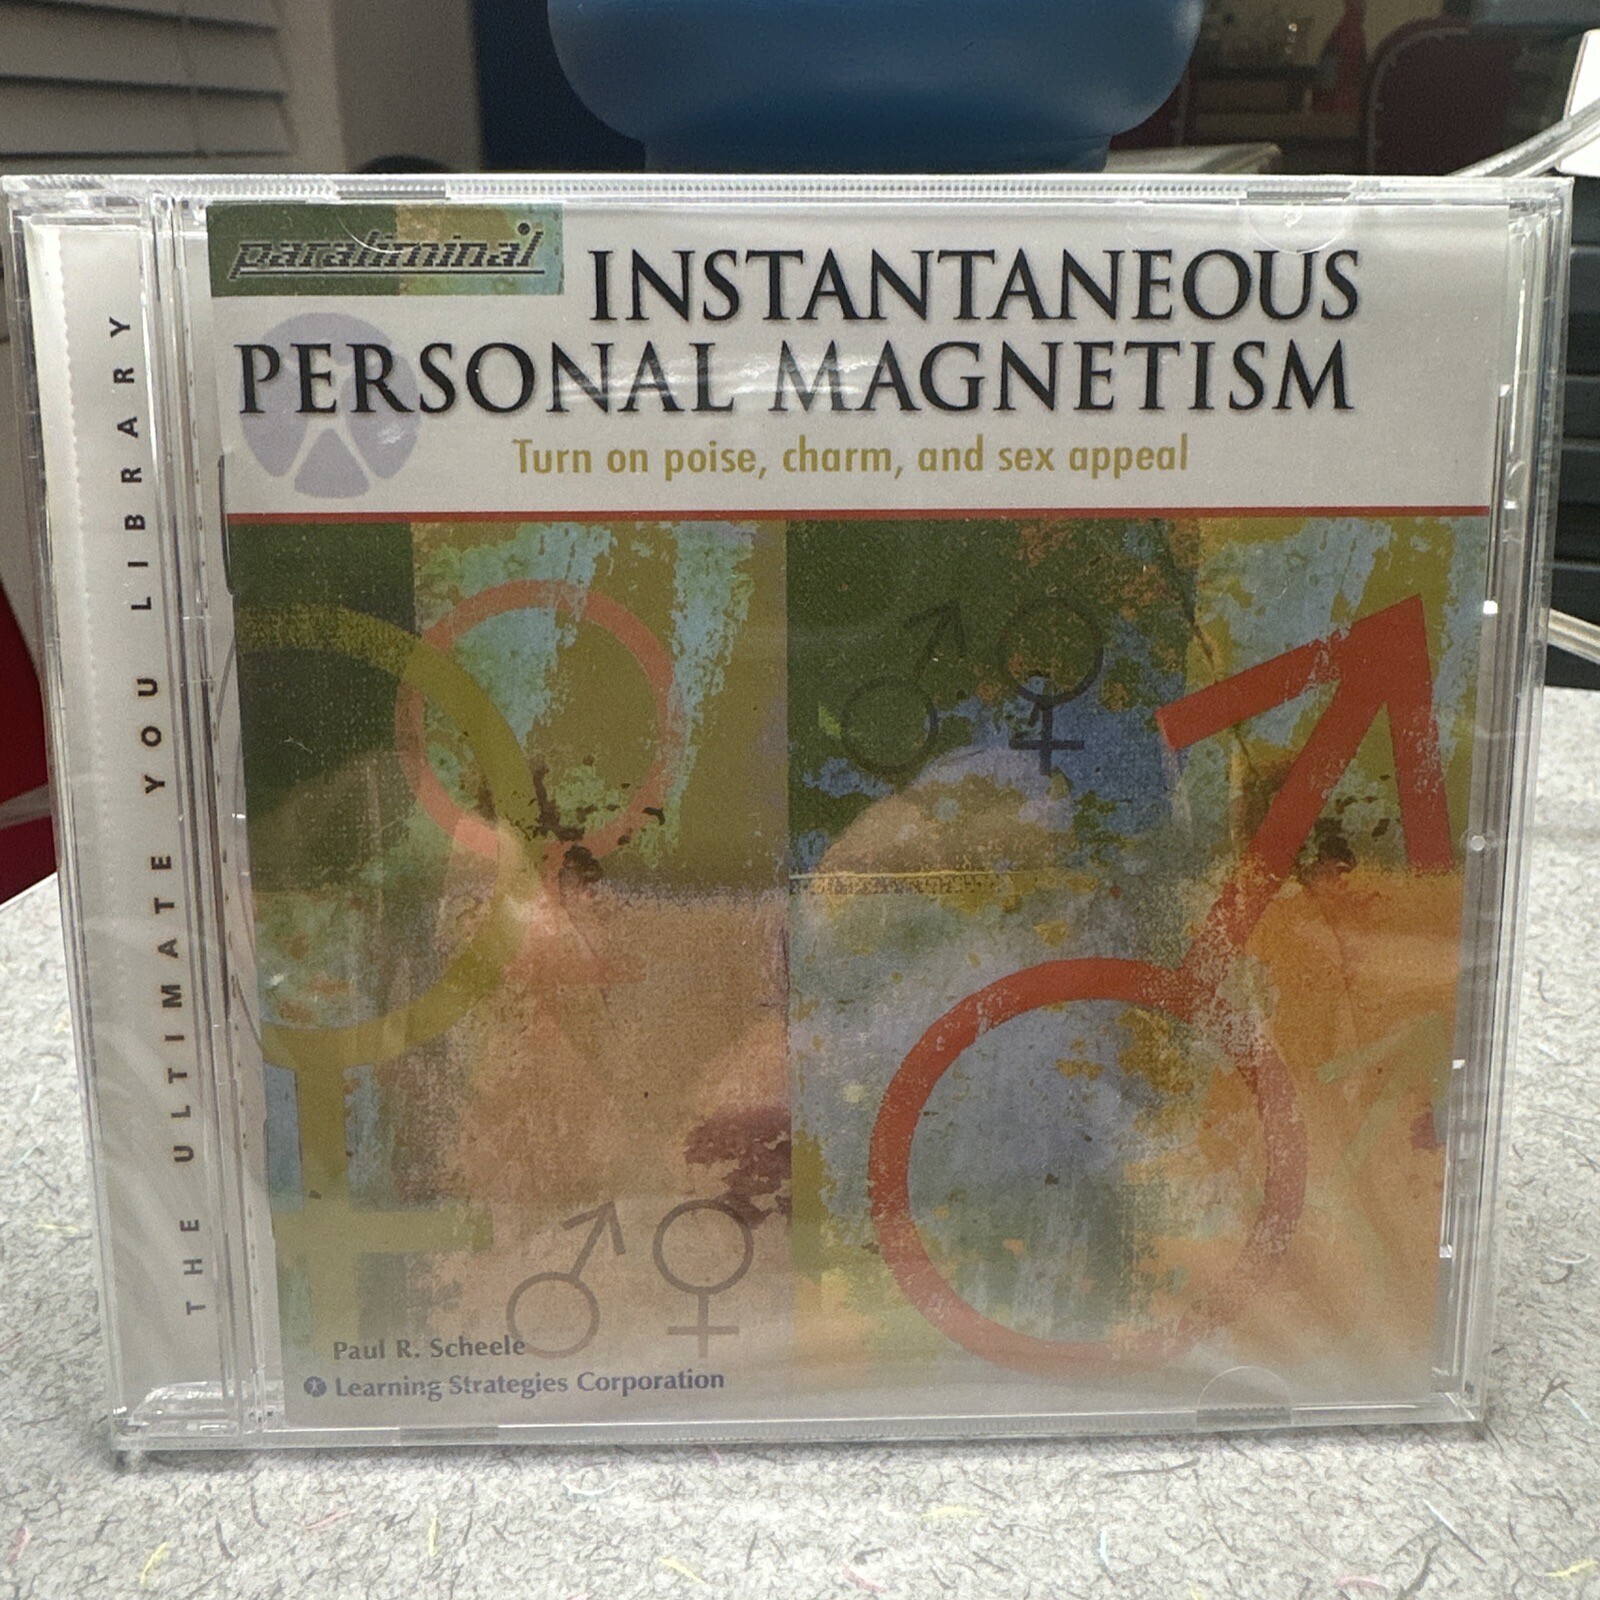 paraliminal
INSTANTANEOUS
PERSONAL MAGNETISM
Turn on poise, charm, and sex appeal
THE ULTIMATE YOU LIBRARY
Paul R. Scheele
Learning Strategies Corporation